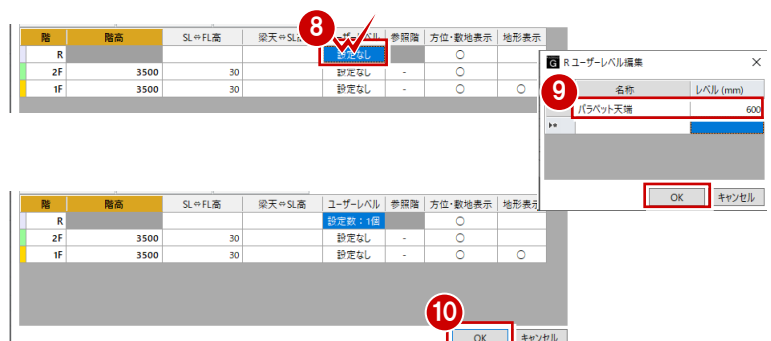 8
階 階高 SL⇔FL高 梁天⇔SL高 ユーザーレベル 参照階 方位・敷地表示 地形表示
R 設定なし ○
2F 3500 30 設定なし - ○
1F 3500 30 設定なし - ○ ○
G R ユーザーレベル編集 ×
9
名称 レベル (mm)
パラペット天端 600
OK キャンセル
階 階高 SL⇔FL高 梁天⇔SL高 ユーザーレベル 参照階 方位・敷地表示 地形表示
R 設定数：1個 ○
2F 3500 30 設定なし - ○
1F 3500 30 設定なし - ○ ○
10
OK キャンセル